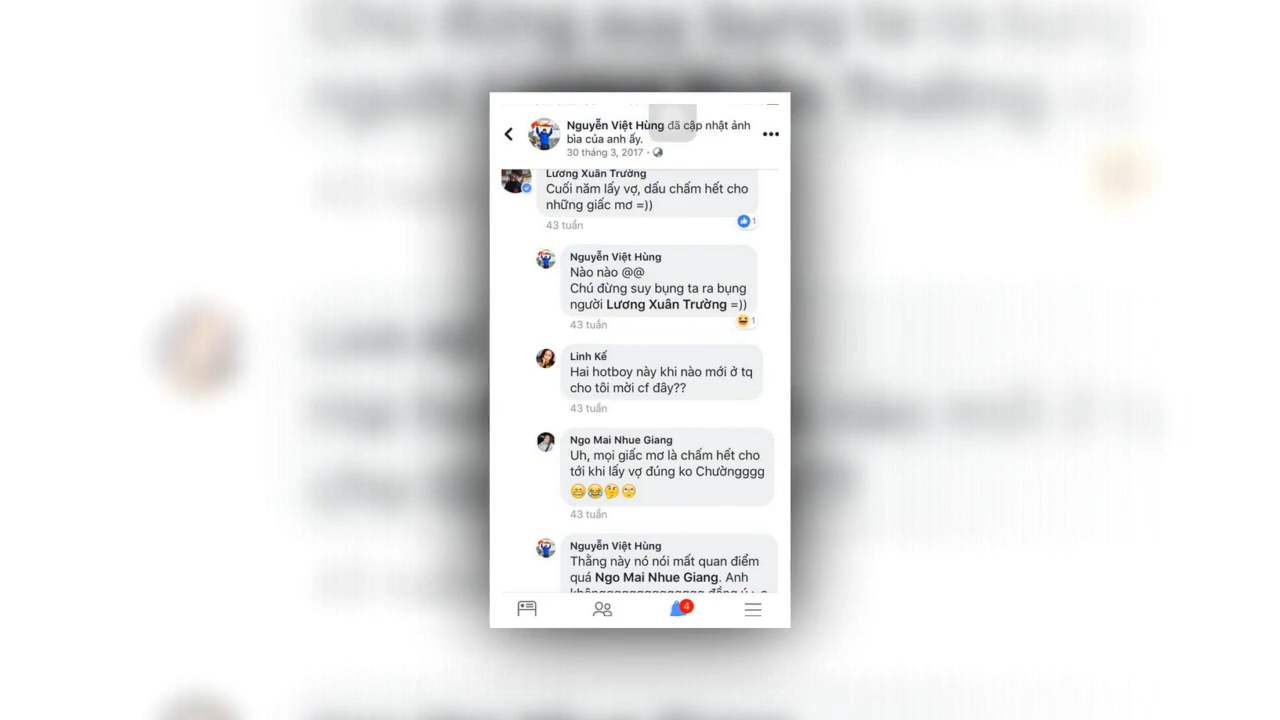 Nguyễn Việt Hùng đã cập nhật ảnh
bìa của anh ấy.
30 tháng 3, 2017 ·
Lương Xuân Trường
Cuối năm lấy vợ, dấu chấm hết cho
những giấc mơ =))
43 tuần
1
Nguyễn Việt Hùng
Nào nào @@
Chú đừng suy bụng ta ra bụng
người Lương Xuân Trường =))
43 tuần
1
Linh Kế
Hai hotboy này khi nào mới ở tq
cho tôi mời cf đây??
43 tuần
Ngo Mai Nhue Giang
Uh, mọi giấc mơ là chấm hết cho
tới khi lấy vợ đúng ko Chườngggg
😁😂🤔🙄
43 tuần
Nguyễn Việt Hùng
Thằng này nó nói mất quan điểm
quá Ngo Mai Nhue Giang. Anh
4